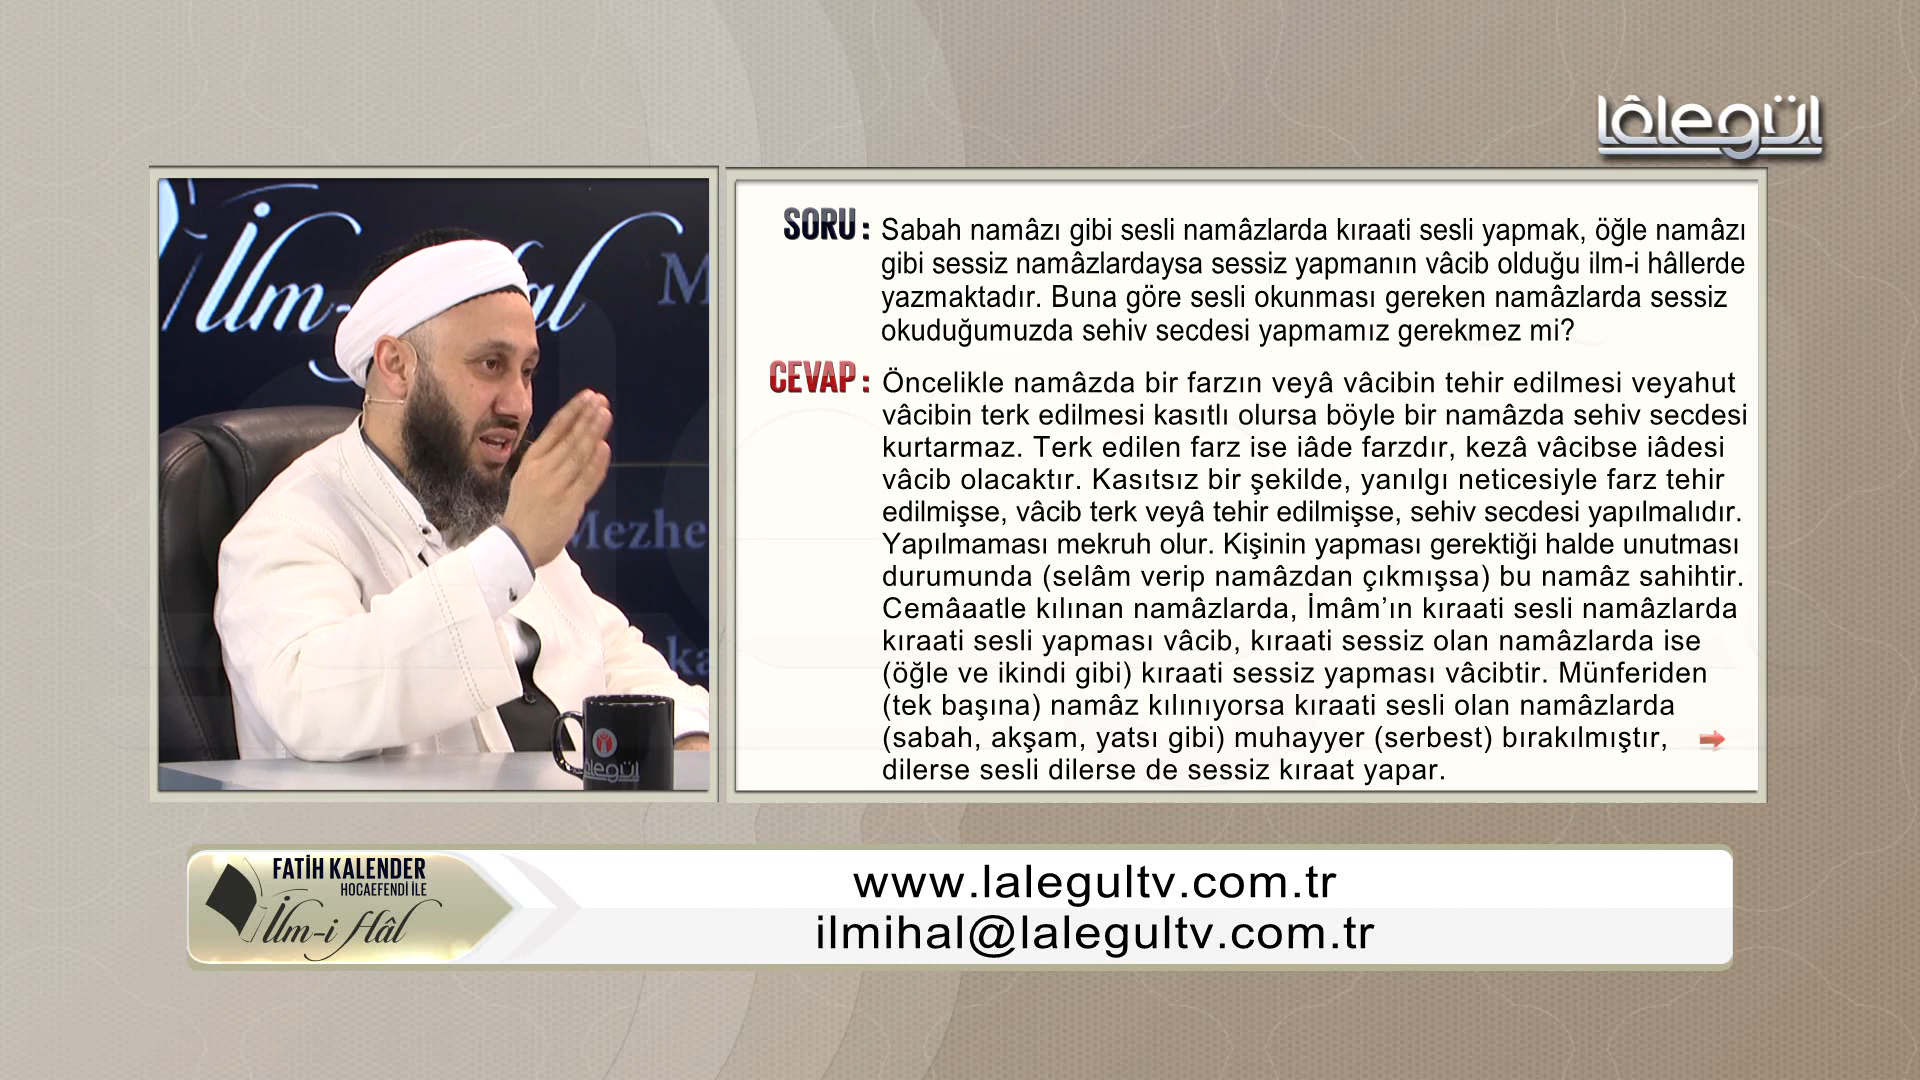 lâlegül
İlm-i Hâl
M
Mezhe
ka
lâlegül
SORU : Sabah namâzı gibi sesli namâzlarda kıraati sesli yapmak, öğle namâzı
gibi sessiz namâzlardaysa sessiz yapmanın vâcib olduğu ilm-i hâllerde
yazmaktadır. Buna göre sesli okunması gereken namâzlarda sessiz
okuduğumuzda sehiv secdesi yapmamız gerekmez mi?
CEVAP : Öncelikle namâzda bir farzın veyâ vâcibin tehir edilmesi veyahut
vâcibin terk edilmesi kasıtlı olursa böyle bir namâzda sehiv secdesi
kurtarmaz. Terk edilen farz ise iâde farzdır, kezâ vâcibse iâdesi
vâcib olacaktır. Kasıtsız bir şekilde, yanılgı neticesiyle farz tehir
edilmişse, vâcib terk veyâ tehir edilmişse, sehiv secdesi yapılmalıdır.
Yapılmaması mekruh olur. Kişinin yapması gerektiği halde unutması
durumunda (selâm verip namâzdan çıkmışsa) bu namâz sahihtir.
Cemâaatle kılınan namâzlarda, İmâm’ın kıraati sesli namâzlarda
kıraati sesli yapması vâcib, kıraati sessiz olan namâzlarda ise
(öğle ve ikindi gibi) kıraati sessiz yapması vâcibtir. Münferiden
(tek başına) namâz kılınıyorsa kıraati sesli olan namâzlarda
(sabah, akşam, yatsı gibi) muhayyer (serbest) bırakılmıştır,
dilerse sesli dilerse de sessiz kıraat yapar.
FATİH KALENDER
HOCAEFENDİ İLE
İlm-i Hâl
www.lalegultv.com.tr
ilmihal@lalegultv.com.tr